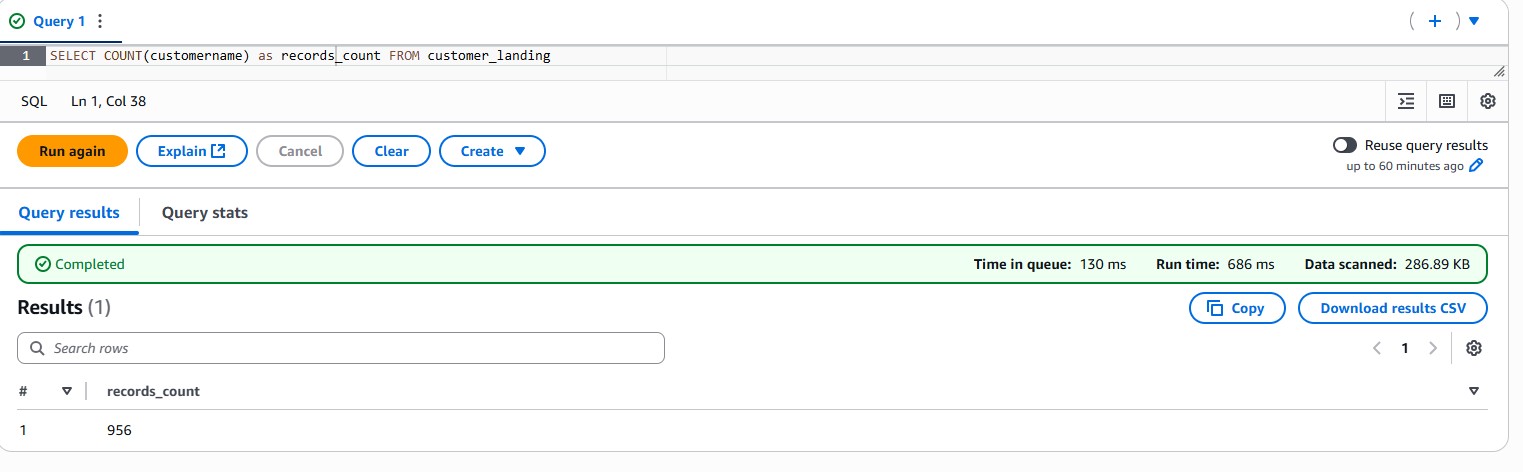 Query 1
1 SELECT COUNT(customername) as records_count FROM customer_landing
SQL Ln 1, Col 38
Run again Explain Cancel Clear Create Reuse query results
up to 60 minutes ago
Query results Query stats
Completed Time in queue: 130 ms Run time: 686 ms Data scanned: 286.89 KB
Results (1) Copy Download results CSV
Search rows 1
# records_count
1 956